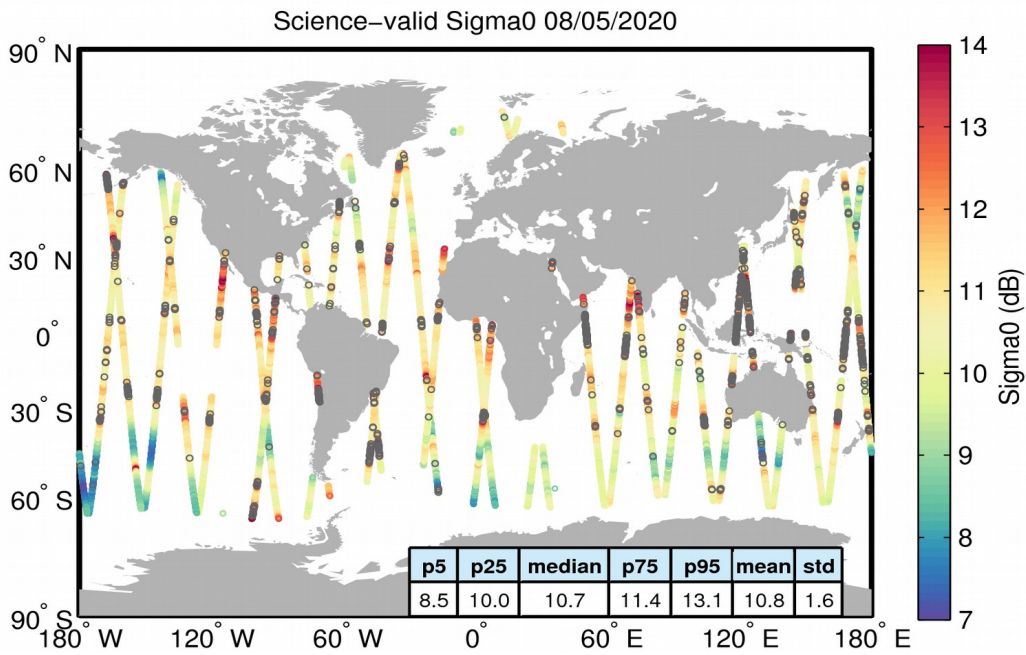 Science−valid Sigma0 08/05/2020
90° N
60° N
30° N
0°
30° S
60° S
90° S
180° W
120° W
60° W
0°
60° E
120° E
180° E
p5 p25 median p75 p95 mean std
8.5 10.0 10.7 11.4 13.1 10.8 1.6
14
13
12
11
10
9
8
7
Sigma0 (dB)